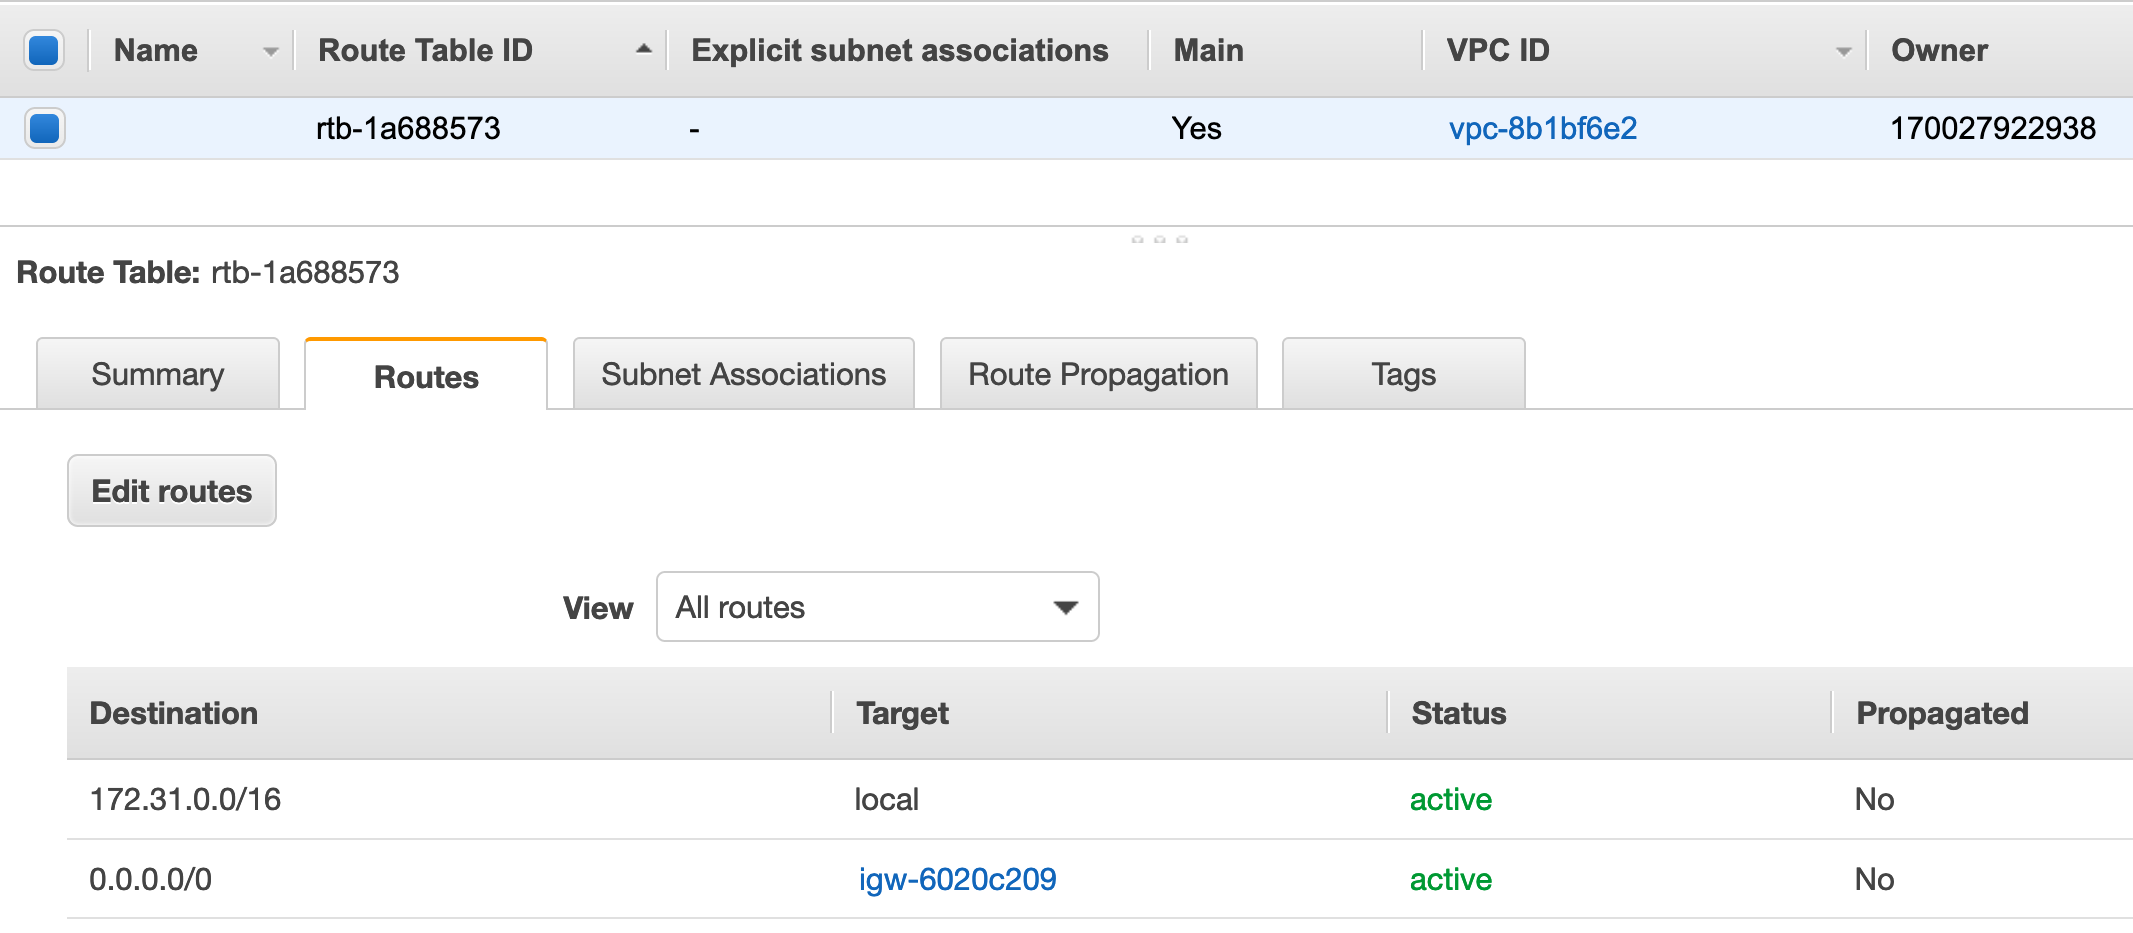 Name Route Table ID Explicit subnet associations Main VPC ID Owner
rtb-1a688573 - Yes vpc-8b1bf6e2 170027922938
Route Table: rtb-1a688573
Summary Routes Subnet Associations Route Propagation Tags
Edit routes
View All routes
Destination Target Status Propagated
172.31.0.0/16 local active No
0.0.0.0/0 igw-6020c209 active No